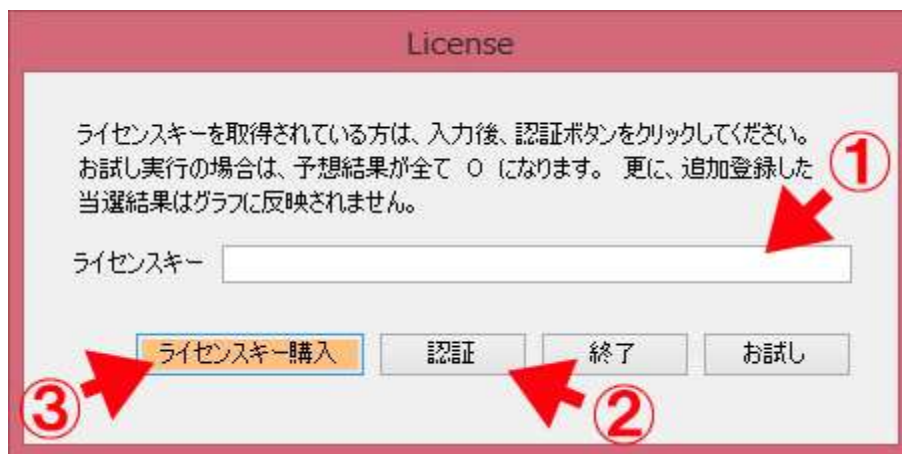 License
ライセンスキーを取得されている方は、入力後、認証ボタンをクリックしてください。
お試し実行の場合は、予想結果が全て 0 になります。 更に、追加登録した
当選結果はグラフに反映されません。
①
ライセンスキー
ライセンスキー購入 認証 終了 お試し
③ ②